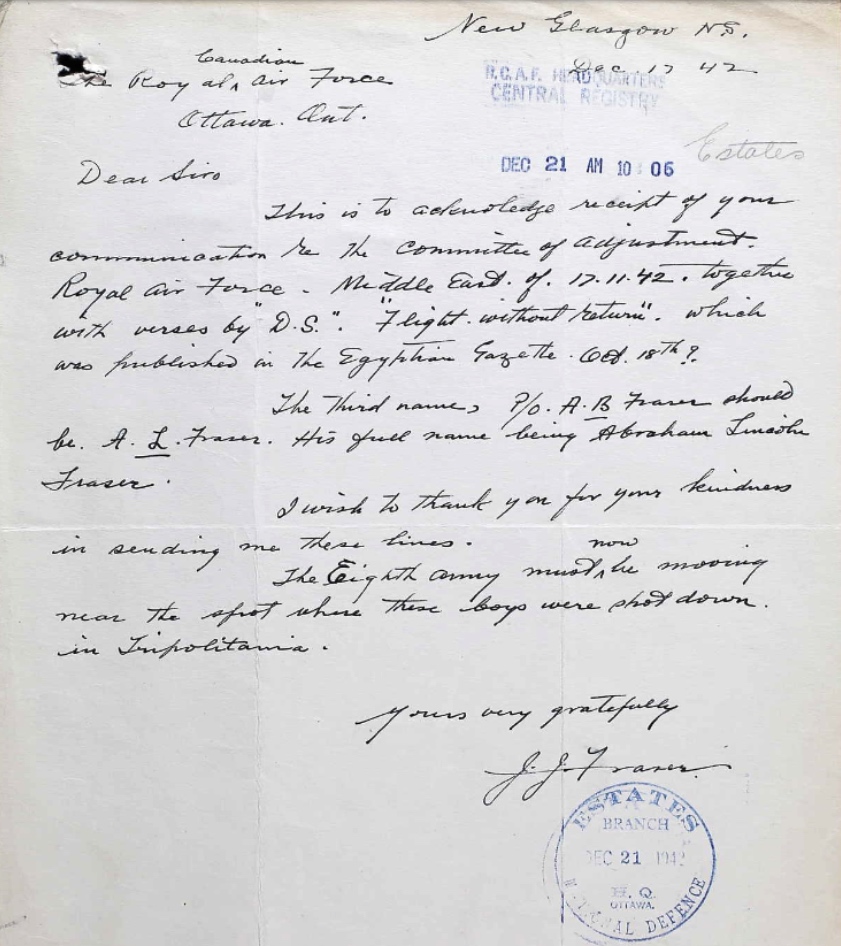 New Glasgow N.S.
Dec 17 42
R.C.A.F. HEADQUARTERS
CENTRAL REGISTRY
Canadian
The Royal ^ Air Force
Ottawa. Ont.
Estates
DEC 21 AM 10 06
Dear Sirs
This is to acknowledge receipt of your
communication re the committee of adjustment.
Royal Air Force - Middle East. of. 17.11.42. together
with verses by "D.S.". "Flight without Return". which
was published in the Egyptian Gazette. Oct. 18th ?.
The third name, P/O. A.B Fraser should
be. A. L. Fraser. His full name being Abraham Lincoln
Fraser.
I wish to thank you for your kindness
in sending me these lines.
now
The Eighth army must ^ be moving
near the spot where these boys were shot down.
in Tripolitania.
Yours very gratefully
J. J. Fraser.
ESTATES
BRANCH
DEC 21 1942
H.Q.
OTTAWA.
NATIONAL DEFENCE